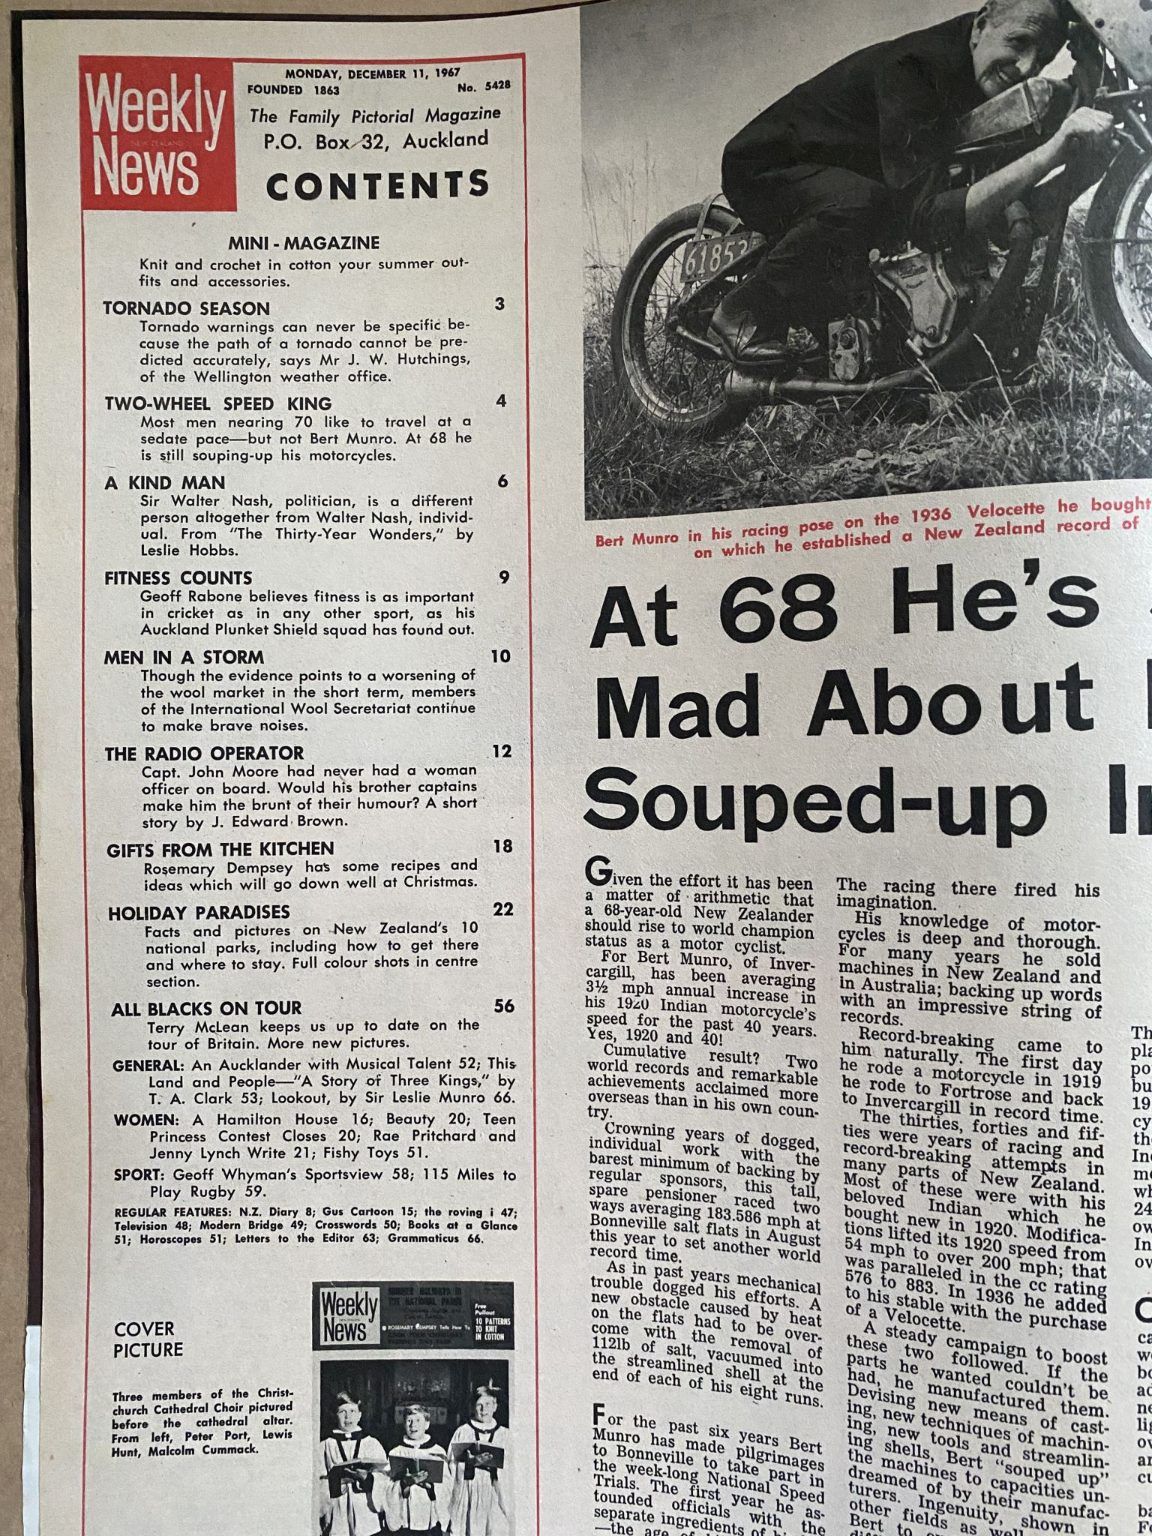 Weekly
News
MONDAY, DECEMBER 11, 1967
FOUNDED 1863 No. 5428
The Family Pictorial Magazine
P.O. Box 32, Auckland
CONTENTS
MINI-MAGAZINE
Knit and crochet in cotton your summer out-
fits and accessories.
TORNADO SEASON 3
Tornado warnings can never be specific be-
cause the path of a tornado cannot be pre-
dicted accurately, says Mr J. W. Hutchings,
of the Wellington weather office.
TWO-WHEEL SPEED KING 4
Most men nearing 70 like to travel at a
sedate pace—but not Bert Munro. At 68 he
is still souping-up his motorcycles.
A KIND MAN 6
Sir Walter Nash, politician, is a different
person altogether from Walter Nash, individ-
ual. From "The Thirty-Year Wonders," by
Leslie Hobbs.
FITNESS COUNTS 9
Geoff Rabone believes fitness is as important
in cricket as in any other sport, as his
Auckland Plunket Shield squad has found out.
MEN IN A STORM 10
Though the evidence points to a worsening of
the wool market in the short term, members
of the International Wool Secretariat continue
to make brave noises.
THE RADIO OPERATOR 12
Capt. John Moore had never had a woman
officer on board. Would his brother captains
make him the brunt of their humour? A short
story by J. Edward Brown.
GIFTS FROM THE KITCHEN 18
Rosemary Dempsey has some recipes and
ideas which will go down well at Christmas.
HOLIDAY PARADISES 22
Facts and pictures on New Zealand's 10
national parks, including how to get there
and where to stay. Full colour shots in centre
section.
ALL BLACKS ON TOUR 56
Terry McLean keeps us up to date on the
tour of Britain. More new pictures.
GENERAL: An Aucklander with Musical Talent 52; This
Land and People—"A Story of Three Kings," by
T. A. Clark 53; Lookout, by Sir Leslie Munro 66.
WOMEN: A Hamilton House 16; Beauty 20; Teen
Princess Contest Closes 20; Rae Pritchard and
Jenny Lynch Write 21; Fishy Toys 51.
SPORT: Geoff Whyman's Sportsview 58; 115 Miles to
Play Rugby 59.
REGULAR FEATURES: N.Z. Diary 8; Gus Cartoon 15; the roving i 47;
Television 48; Modern Bridge 49; Crosswords 50; Books at a Glance
51; Horoscopes 51; Letters to the Editor 63; Grammaticus 66.
COVER
PICTURE
Three members of the Christ-
church Cathedral Choir pictured
before the cathedral altar.
From left, Peter Port, Lewis
Hunt, Malcolm Cummack.
Weekly
News
ROSEMARY DEMPSEY Tells How To
Free
Pullout
10 PATTERNS
TO KNIT
IN COTTON
61852
Bert Munro in his racing pose on the 1936 Velocette he bought
on which he established a New Zealand record of
At 68 He's
Mad About
Souped-up
Given the effort it has been
a matter of arithmetic that
a 68-year-old New Zealander
should rise to world champion
status as a motor cyclist.
For Bert Munro, of Inver-
cargill, has been averaging
3½ mph annual increase in
his 1920 Indian motorcycle's
speed for the past 40 years.
Yes, 1920 and 40!
Cumulative result? Two
world records and remarkable
achievements acclaimed more
overseas than in his own coun-
try.
Crowning years of dogged,
individual work with the
barest minimum of backing by
regular sponsors, this tall,
spare pensioner raced two
ways averaging 183.586 mph at
Bonneville salt flats in August
this year to set another world
record time.
As in past years mechanical
trouble dogged his efforts. A
new obstacle caused by heat
on the flats had to be over-
come with the removal of
112lb of salt, vacuumed into
the streamlined shell at the
end of each of his eight runs.
For the past six years Bert
Munro has made pilgrimages
to Bonneville to take part in
the week-long National Speed
Trials. The first year he as-
tounded officials with the
separate ingredients of
—the age of
The racing there fired his
imagination.
His knowledge of motor-
cycles is deep and thorough.
For many years he sold
machines in New Zealand and
in Australia; backing up words
with an impressive string of
records.
Record-breaking came to
him naturally. The first day
he rode a motorcycle in 1919
he rode to Fortrose and back
to Invercargill in record time.
The thirties, forties and fif-
ties were years of racing and
record-breaking attempts in
many parts of New Zealand.
Most of these were with his
beloved Indian which he
bought new in 1920. Modifica-
tions lifted its 1920 speed from
54 mph to over 200 mph; that
was paralleled in the cc rating
576 to 883. In 1936 he added
to his stable with the purchase
of a Velocette.
A steady campaign to boost
these two followed. If the
parts he wanted couldn't be
had, he manufactured them.
Devising new means of cast-
ing, new techniques of machin-
ing, new tools and streamlin-
ing shells, Bert "souped up"
the machines to capacities un-
dreamed of by their manufac-
turers. Ingenuity, shown in
other fields as well
Bert to